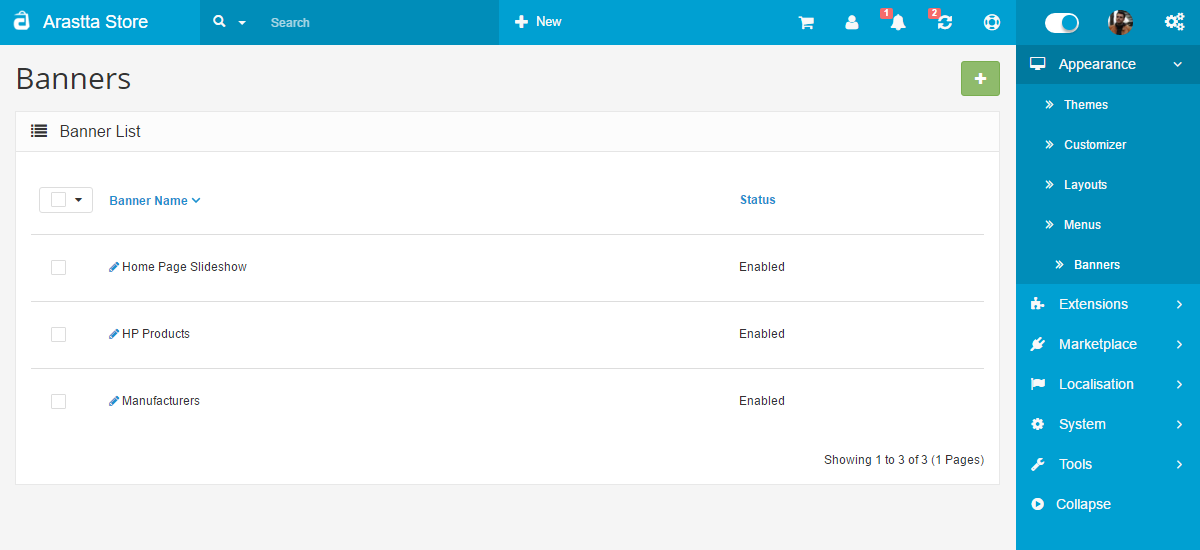 Arastta Store
Search
New
1
2
Banners
Banner List
Banner Name
Status
Home Page Slideshow
Enabled
HP Products
Enabled
Manufacturers
Enabled
Showing 1 to 3 of 3 (1 Pages)
Appearance
Themes
Customizer
Layouts
Menus
Banners
Extensions
Marketplace
Localisation
System
Tools
Collapse